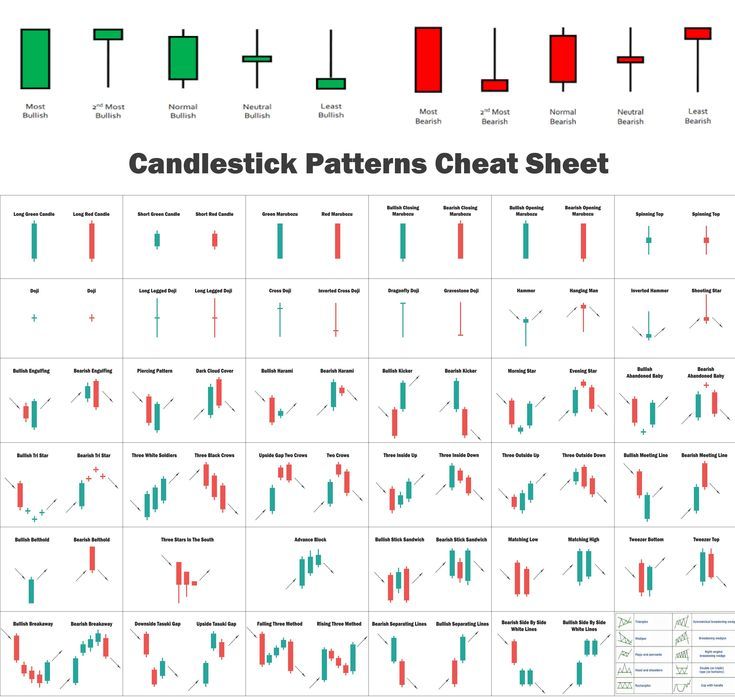 Most
Bullish
2nd Most
Bullish
Normal
Bullish
Neutral
Bullish
Least
Bullish
Most
Bearish
2nd Most
Bearish
Normal
Bearish
Neutral
Bearish
Least
Bearish
Candlestick Patterns Cheat Sheet
Long Green Candle
Long Red Candle
Short Green Candle
Short Red Candle
Green Marubozu
Red Marubozu
Bullish Closing
Marubozu
Bearish Closing
Marubozu
Bullish Opening
Marubozu
Bearish Opening
Marubozu
Spinning Top
Spinning Top
Doji
Doji
Long Legged Doji
Long Legged Doji
Cross Doji
Inverted Cross Doji
Dragonfly Doji
Gravestone Doji
Hammer
Hanging Man
Inverted Hammer
Shooting Star
Bullish Engulfing
Bearish Engulfing
Piercing Pattern
Dark Cloud Cover
Bullish Harami
Bearish Harami
Bullish Kicker
Bearish Kicker
Morning Star
Evening Star
Bullish
Abandoned Baby
Bearish
Abandoned Baby
Bullish Tri Star
Bearish Tri Star
Three White Soldiers
Three Black Crows
Upside Gap Two Crows
Two Crows
Three Inside Up
Three Inside Down
Three Outside Up
Three Outside Down
Bullish Meeting Line
Bearish Meeting Line
Bullish Belthold
Bearish Belthold
Three Stars In The South
Advance Block
Bullish Stick Sandwich
Bearish Stick Sandwich
Matching Low
Matching High
Tweezer Bottom
Tweezer Top
Bullish Breakaway
Bearish Breakaway
Downside Tasuki Gap
Upside Tasuki Gap
Falling Three Method
Rising Three Method
Bearish Separating Lines
Bullish Separating Lines
Bearish Side By Side
White Lines
Bullish Side By Side
White Lines
Triangles
Wedges
Flags and pennants
Head and shoulders
Rectangles
Symmetrical broadening wedge
Broadening wedges
Right-angled
broadening wedge
Double (or triple)
tops (or bottoms)
Cup with handle